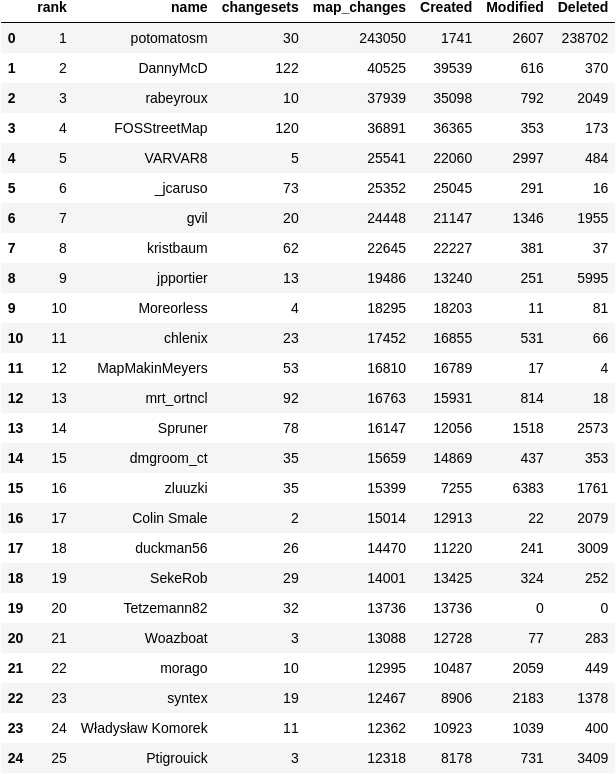 rank name changesets map_changes Created Modified Deleted
0 1 potomatosm 30 243050 1741 2607 238702
1 2 DannyMcD 122 40525 39539 616 370
2 3 rabeyroux 10 37939 35098 792 2049
3 4 FOSStreetMap 120 36891 36365 353 173
4 5 VARVAR8 5 25541 22060 2997 484
5 6 _jcaruso 73 25352 25045 291 16
6 7 gvil 20 24448 21147 1346 1955
7 8 kristbaum 62 22645 22227 381 37
8 9 jpportier 13 19486 13240 251 5995
9 10 Moreorless 4 18295 18203 11 81
10 11 chlenix 23 17452 16855 531 66
11 12 MapMakinMeyers 53 16810 16789 17 4
12 13 mrt_ortncl 92 16763 15931 814 18
13 14 Spruner 78 16147 12056 1518 2573
14 15 dmgroom_ct 35 15659 14869 437 353
15 16 zluuzki 35 15399 7255 6383 1761
16 17 Colin Smale 2 15014 12913 22 2079
17 18 duckman56 26 14470 11220 241 3009
18 19 SekeRob 29 14001 13425 324 252
19 20 Tetzemann82 32 13736 13736 0 0
20 21 Woazboat 3 13088 12728 77 283
21 22 morago 10 12995 10487 2059 449
22 23 syntex 19 12467 8906 2183 1378
23 24 Władysław Komorek 11 12362 10923 1039 400
24 25 Ptigrouick 3 12318 8178 731 3409